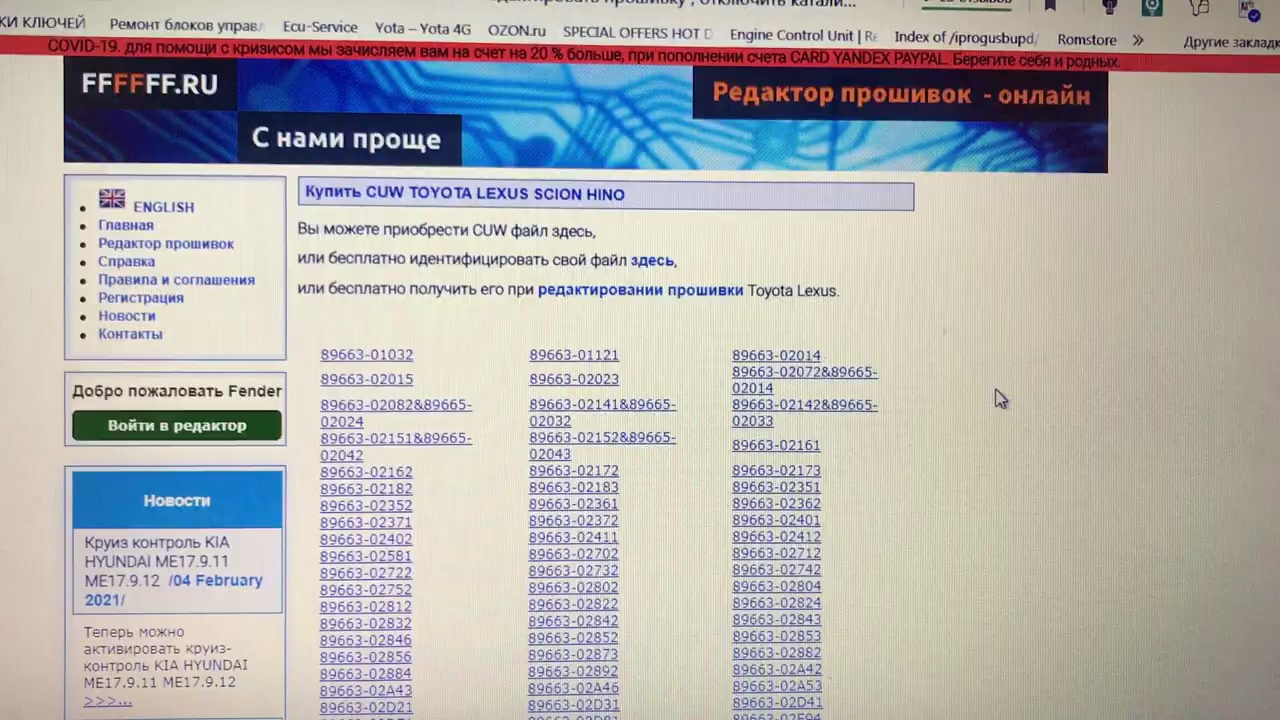 КИ КЛЮЧЕЙ
Ремонт блоков управ
Ecu-Service
Yota – Yota 4G
OZON.ru
SPECIAL OFFERS HOT D
Engine Control Unit | Re
Index of /iprogusbupd/
Romstore
»
Другие закладк
COVID-19. для помощи с кризисом мы зачисляем вам на счет на 20 % больше, при пополнении счета CARD YANDEX PAYPAL. Берегите себя и родных.
FFFFFF.RU
Редактор прошивок - онлайн
С нами проще
ENGLISH
Главная
Редактор прошивок
Справка
Правила и соглашения
Регистрация
Новости
Контакты
Добро пожаловать Fender
Войти в редактор
Новости
Круиз контроль KIA
HYUNDAI ME17.9.11
ME17.9.12 /04 February
2021/
Теперь можно
активировать круиз-
контроль KIA HYUNDAI
ME17.9.11 ME17.9.12
>>>...
Купить CUW TOYOTA LEXUS SCION HINO
Вы можете приобрести CUW файл здесь,
или бесплатно идентифицировать свой файл здесь,
или бесплатно получить его при редактировании прошивки Toyota Lexus.
89663-01032 89663-01121 89663-02014
89663-02015 89663-02023 89663-02072&89665-
02014
89663-02082&89665- 89663-02141&89665- 89663-02142&89665-
02024 02032 02033
89663-02151&89665- 89663-02152&89665- 89663-02161
02042 02043
89663-02162 89663-02172 89663-02173
89663-02182 89663-02183 89663-02351
89663-02352 89663-02361 89663-02362
89663-02371 89663-02372 89663-02401
89663-02402 89663-02411 89663-02412
89663-02581 89663-02702 89663-02712
89663-02722 89663-02732 89663-02742
89663-02752 89663-02802 89663-02804
89663-02812 89663-02822 89663-02824
89663-02832 89663-02842 89663-02843
89663-02846 89663-02852 89663-02853
89663-02856 89663-02873 89663-02882
89663-02884 89663-02892 89663-02A42
89663-02A43 89663-02A46 89663-02A53
89663-02D21 89663-02D31 89663-02D41